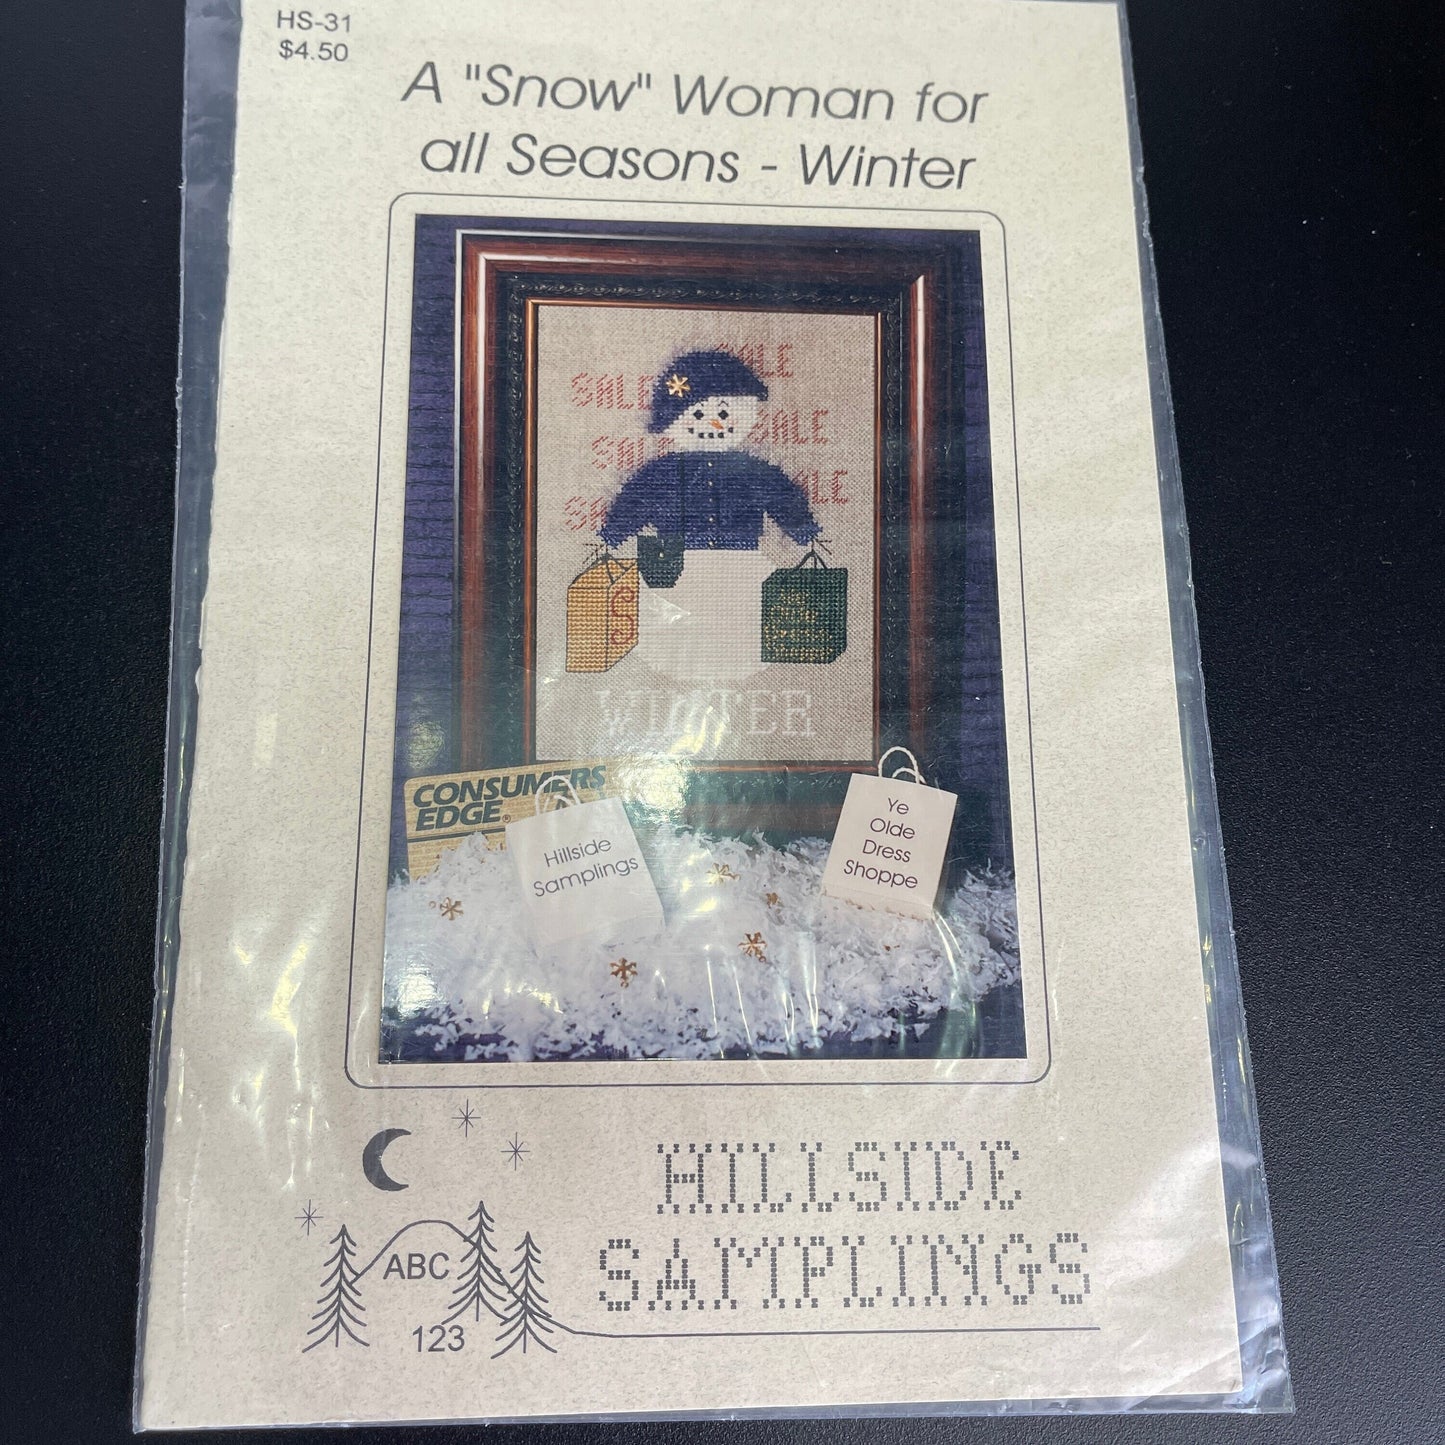 HS-31
$4.50
A "Snow" Woman for
all Seasons - Winter
SALE
SALE
SALE
SALE
SALE
SA
S
WINTER
CONSUMERS
EDGE®
Hillside
Samplings
Ye
Olde
Dress
Shoppe
HILLSIDE
SAMPLINGS
ABC
123